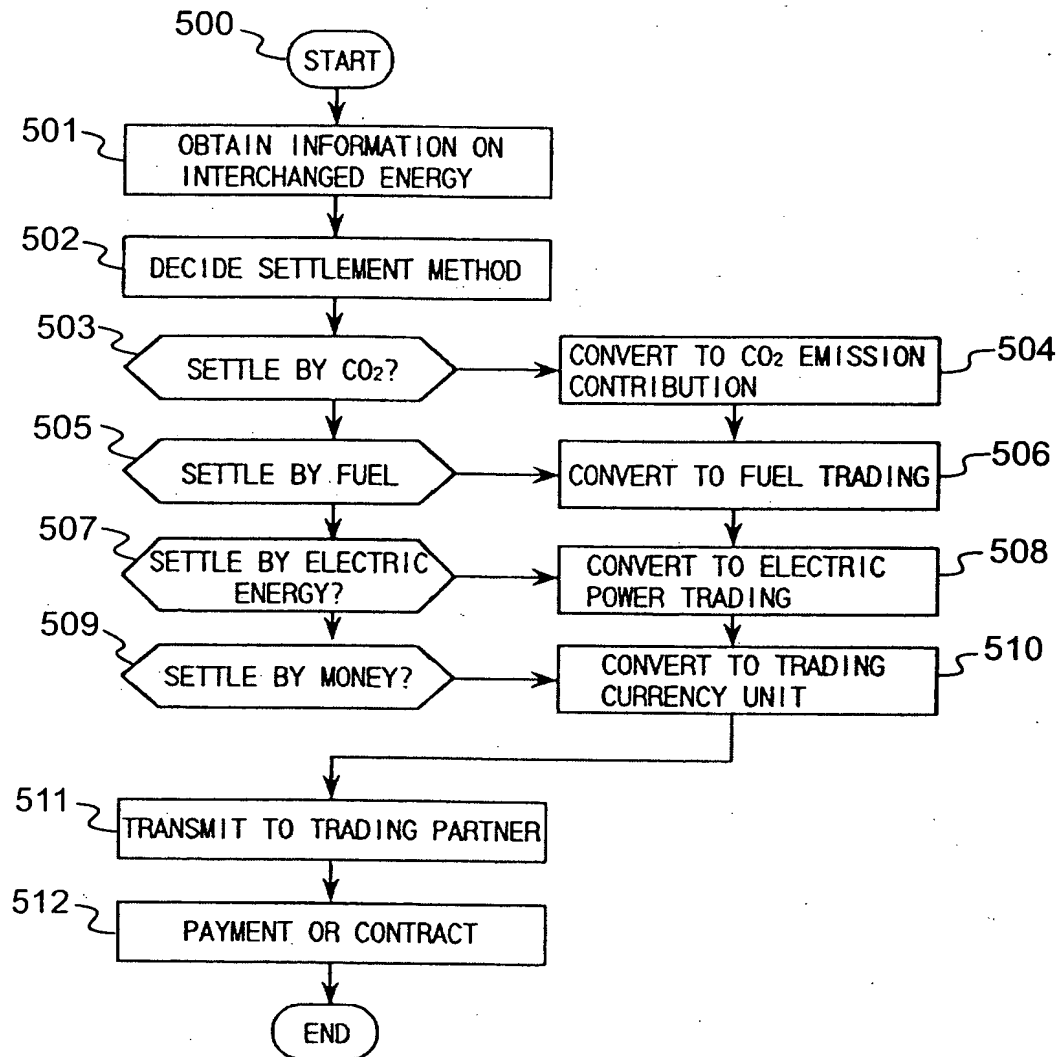 500
START
501
OBTAIN INFORMATION ON
INTERCHANGED ENERGY
502
DECIDE SETTLEMENT METHOD
503
SETTLE BY CO₂?
CONVERT TO CO₂ EMISSION
CONTRIBUTION
504
505
SETTLE BY FUEL
CONVERT TO FUEL TRADING
506
507
SETTLE BY ELECTRIC
ENERGY?
CONVERT TO ELECTRIC
POWER TRADING
508
509
SETTLE BY MONEY?
CONVERT TO TRADING
CURRENCY UNIT
510
511
TRANSMIT TO TRADING PARTNER
512
PAYMENT OR CONTRACT
END